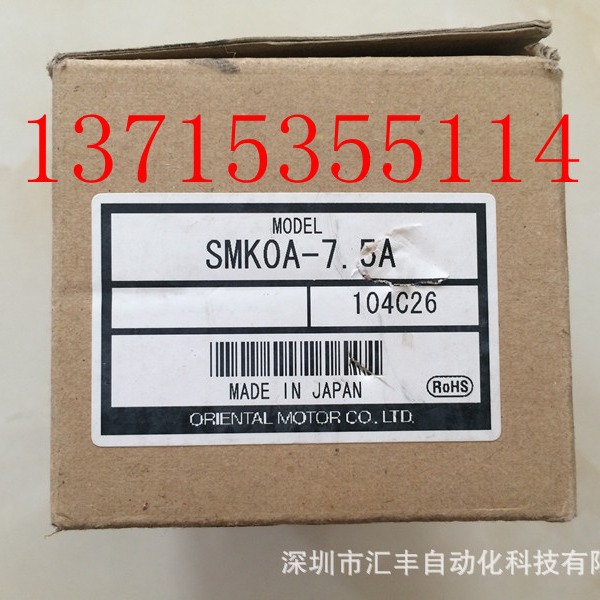 13715355114
MODEL
SMK0A-7.5A
104C26
MADE IN JAPAN
RoHS
ORIENTAL MOTOR CO., LTD.
深圳市汇丰自动化科技有限